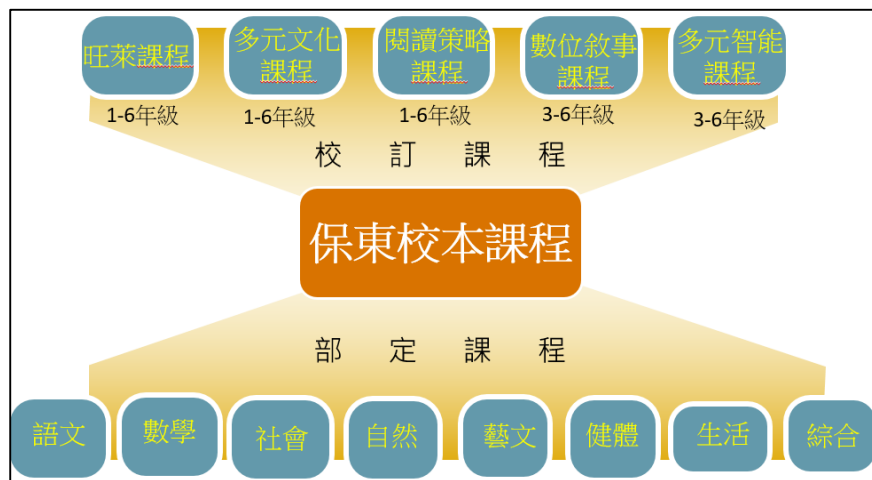 旺萊課程
多元文化
課程
閱讀策略
課程
數位敘事
課程
多元智能
課程
1-6年級
1-6年級
1-6年級
3-6年級
3-6年級
校訂課程
保東校本課程
部定課程
語文
數學
社會
自然
藝文
健體
生活
綜合